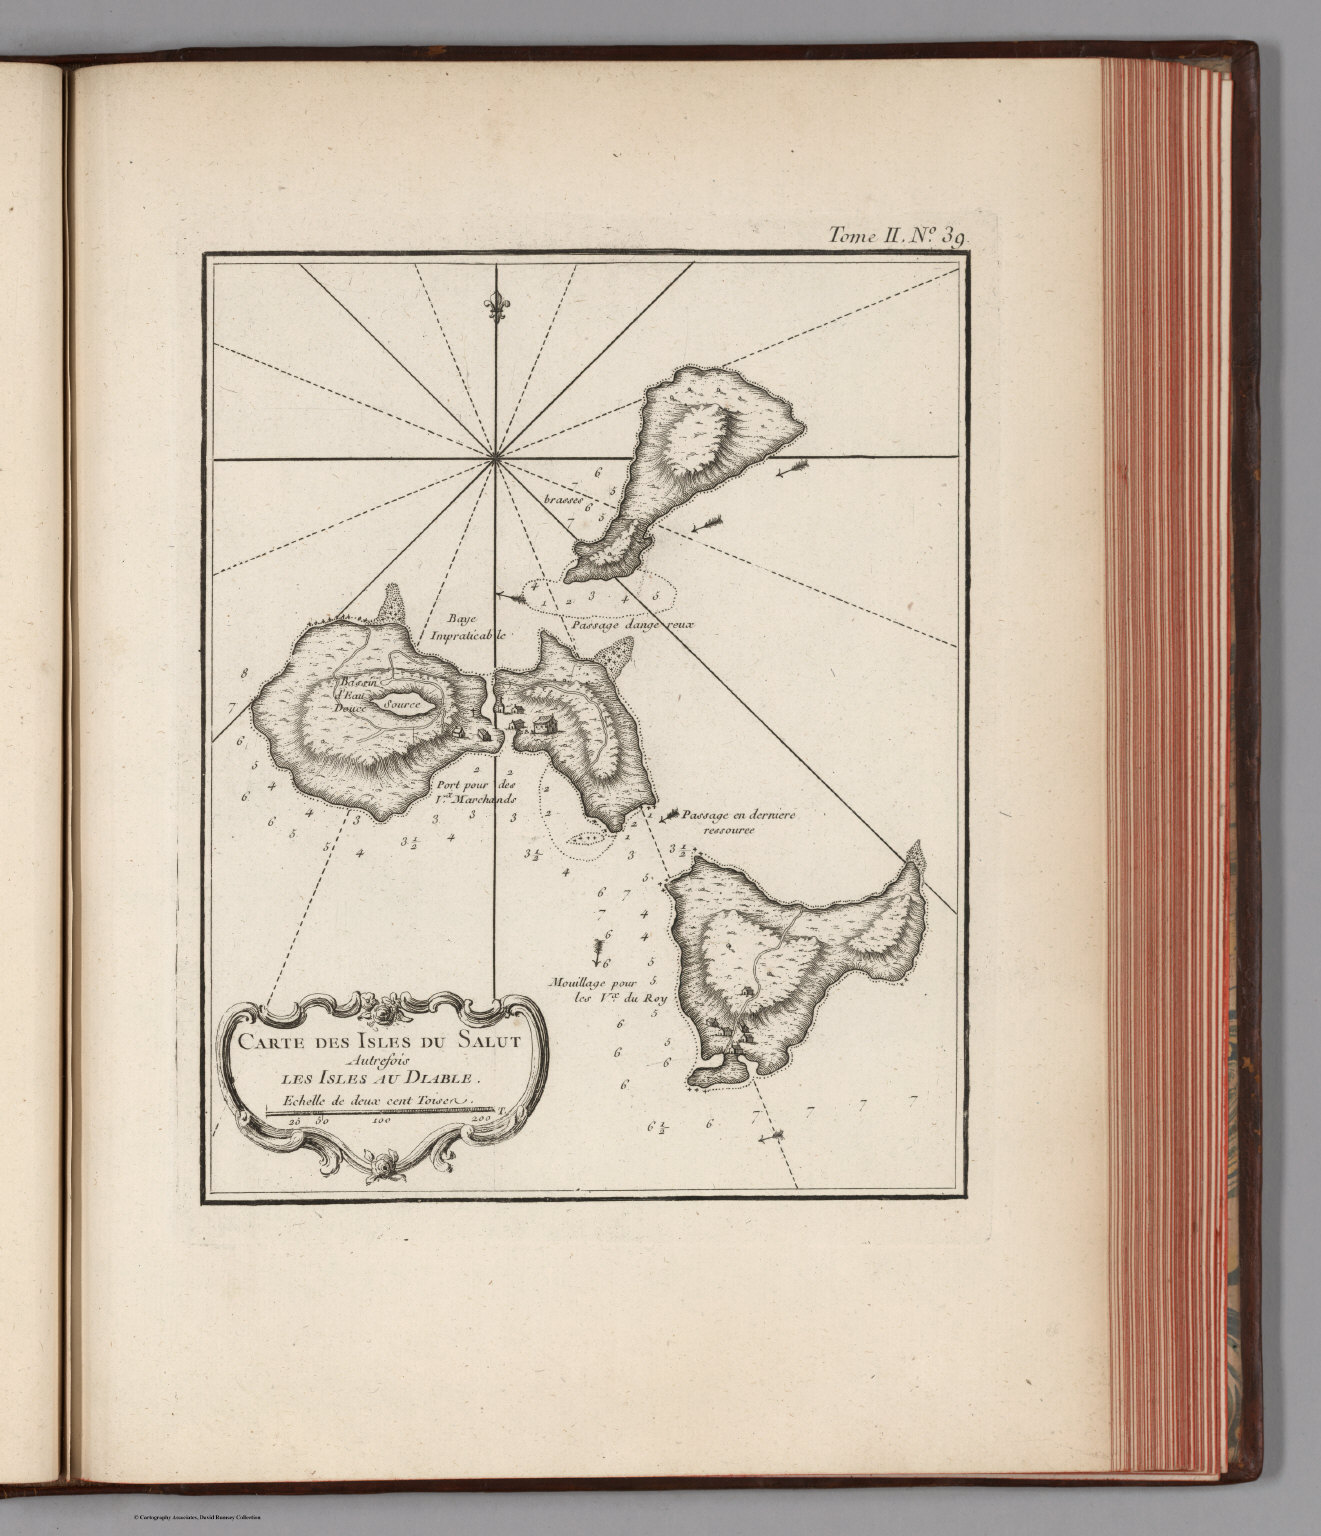 Tome II. Nº. 39.
6
7
5
brasses
6
7
5
4
1 2 3 4 5
Passage dangereux
Baye
Impraticable
8
7
6
5
6
4
Bassin
d'Eau
Douce
Source
2 2
Port pour des
V.x Marchands
2
2
4 3 3 3 3
6 5 5 4 3 1/2 4
3 1/2
4
1
2
1
3
Passage en derniere
ressource
3 1/2
5
6 7
7 4
6 4
6 5
Mouillage pour 5
les V.x du Roy
5
6
5
6
6
6
6 1/2 6 7 7 7 7
CARTE DES ISLES DU SALUT
Autrefois
LES ISLES AU DIABLE.
Echelle de deux cent Toises.
25 50 100 200 T.
© Cartography Associates, David Rumsey Collection